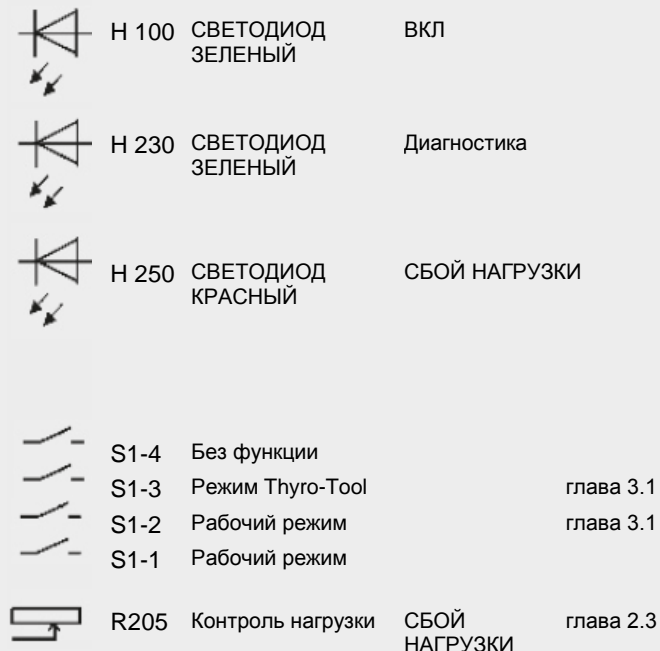 H 100 СВЕТОДИОД ВКЛ
ЗЕЛЕНЫЙ
H 230 СВЕТОДИОД Диагностика
ЗЕЛЕНЫЙ
H 250 СВЕТОДИОД СБОЙ НАГРУЗКИ
КРАСНЫЙ
S1-4 Без функции
S1-3 Режим Thyro-Tool глава 3.1
S1-2 Рабочий режим глава 3.1
S1-1 Рабочий режим
R205 Контроль нагрузки СБОЙ глава 2.3
НАГРУЗКИ